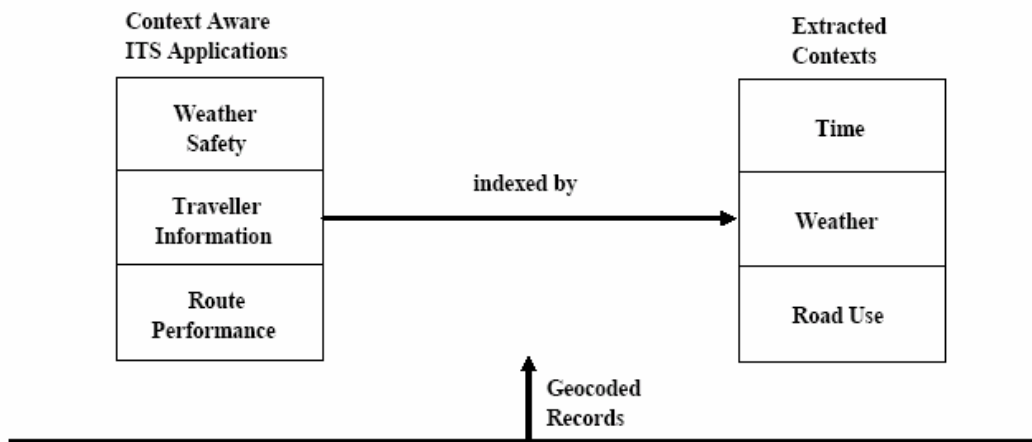 Context Aware
ITS Applications
Weather
Safety
Traveller
Information
Route
Performance
indexed by
Extracted
Contexts
Time
Weather
Road Use
Geocoded
Records